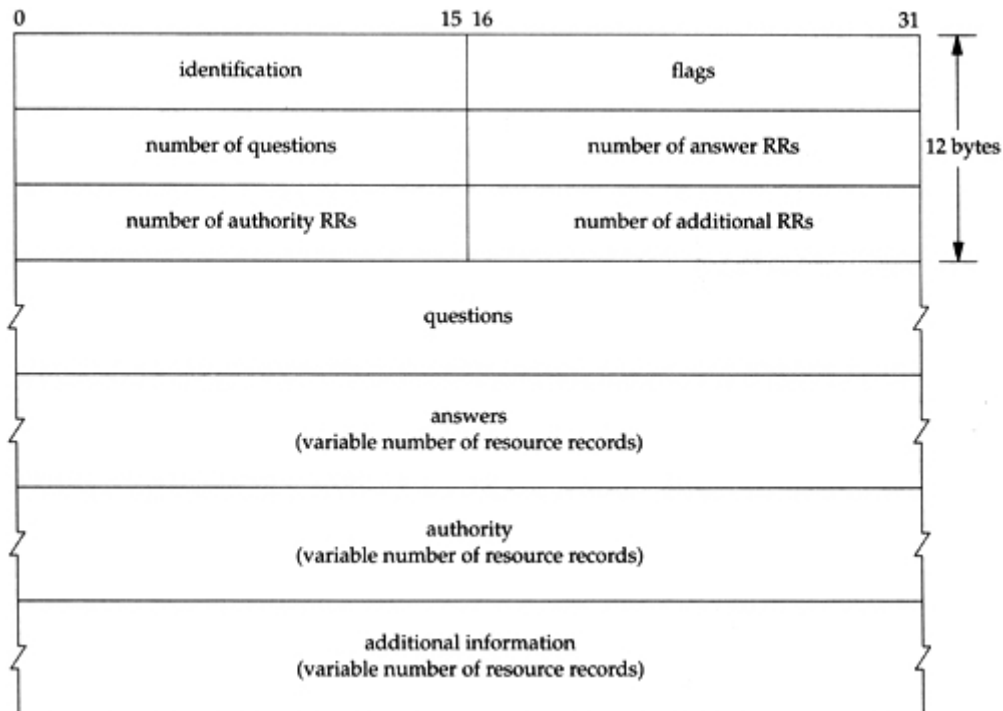 0 15 16 31
identification flags
number of questions number of answer RRs 12 bytes
number of authority RRs number of additional RRs
questions
answers
(variable number of resource records)
authority
(variable number of resource records)
additional information
(variable number of resource records)